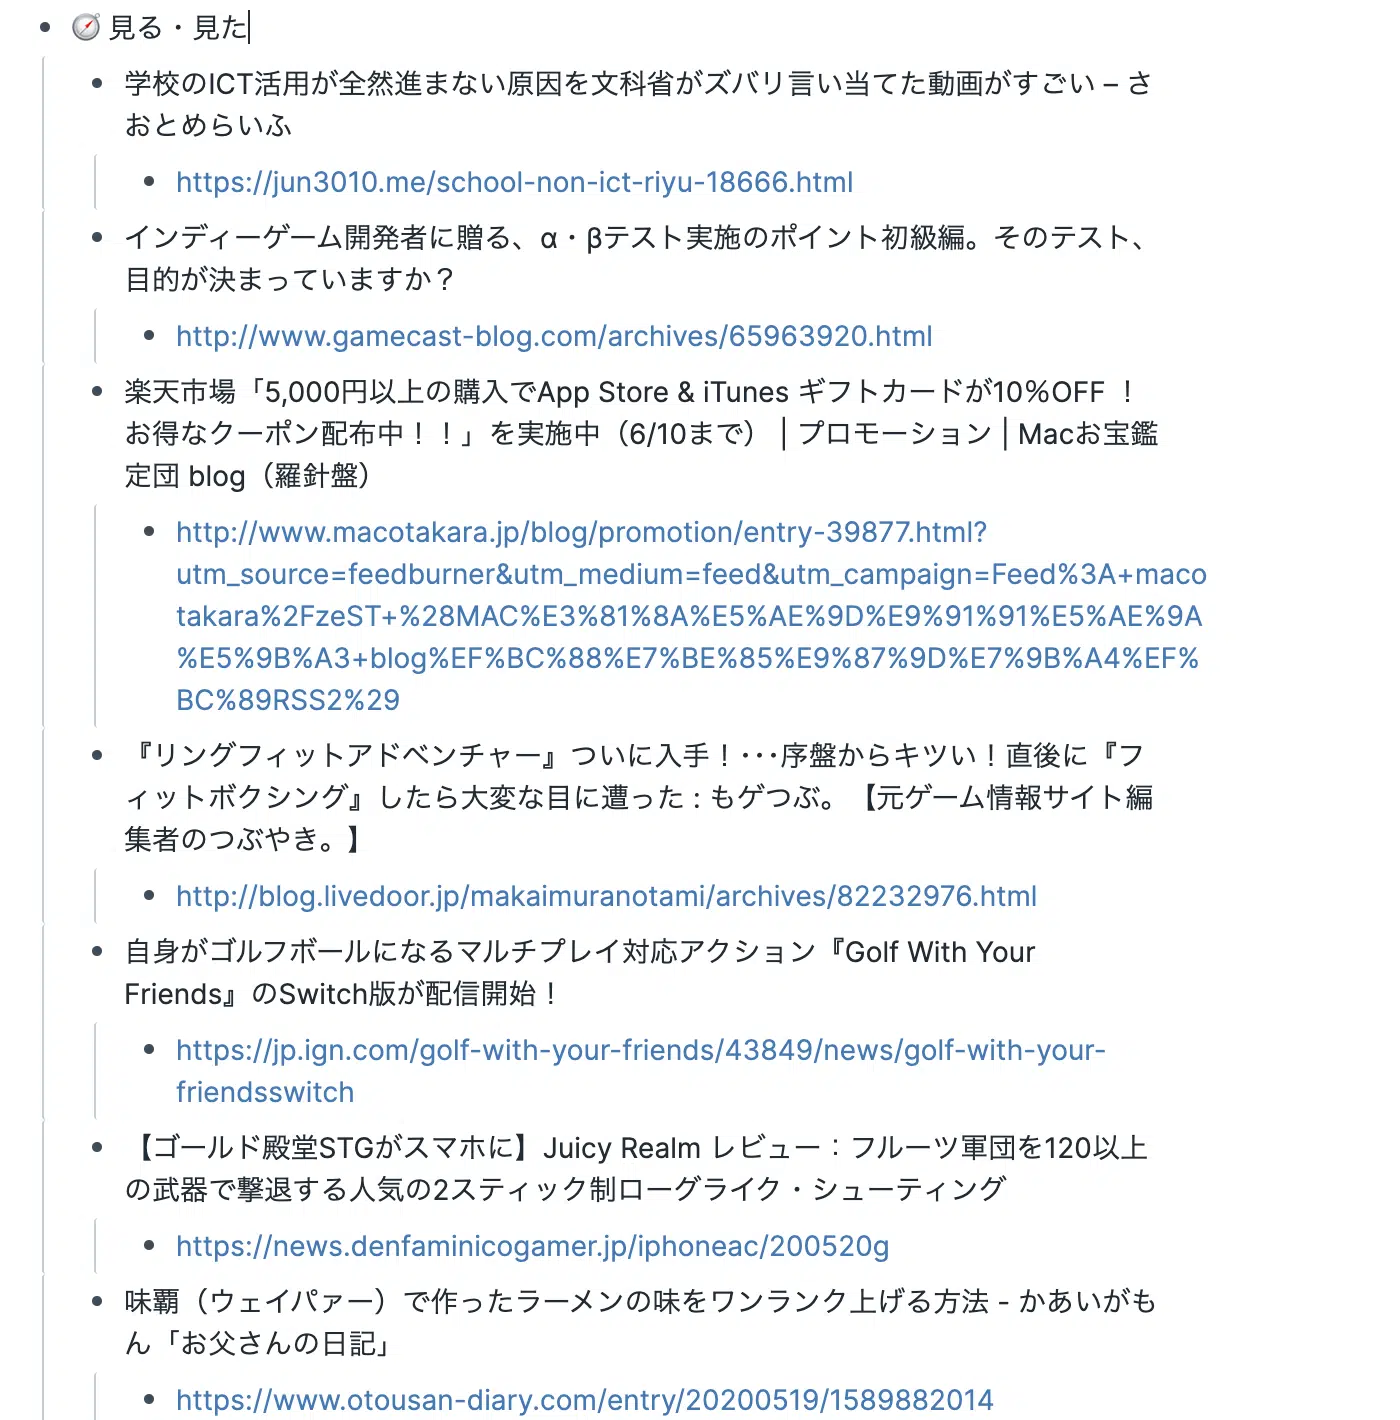 🧭 見る・見た
学校のICT活用が全然進まない原因を文科省がズバリ言い当てた動画がすごい – さ
おとめらいふ
https://jun3010.me/school-non-ict-riyu-18666.html
インディーゲーム開発者に贈る、α・βテスト実施のポイント初級編。そのテスト、
目的が決まっていますか？
http://www.gamecast-blog.com/archives/65963920.html
楽天市場「5,000円以上の購入でApp Store & iTunes ギフトカードが10%OFF ！
お得なクーポン配布中！！」を実施中（6/10まで） | プロモーション | Macお宝鑑
定団 blog（羅針盤）
http://www.macotakara.jp/blog/promotion/entry-39877.html?
utm_source=feedburner&utm_medium=feed&utm_campaign=Feed%3A+maco
takara%2FzeST+%28MAC%E3%81%8A%E5%AE%9D%E9%91%91%E5%AE%9A
%E5%9B%A3+blog%EF%BC%88%E7%BE%85%E9%87%9D%E7%9B%A4%EF%
BC%89RSS2%29
『リングフィットアドベンチャー』ついに入手！･･･序盤からキツい！直後に『フ
ィットボクシング』したら大変な目に遭った : もゲつぶ。【元ゲーム情報サイト編
集者のつぶやき。】
http://blog.livedoor.jp/makaimuranotami/archives/82232976.html
自身がゴルフボールになるマルチプレイ対応アクション『Golf With Your
Friends』のSwitch版が配信開始！
https://jp.ign.com/golf-with-your-friends/43849/news/golf-with-your-
friendsswitch
【ゴールド殿堂STGがスマホに】Juicy Realm レビュー：フルーツ軍団を120以上
の武器で撃退する人気の2スティック制ローグライク・シューティング
https://news.denfaminicogamer.jp/iphoneac/200520g
味覇（ウェイパァー）で作ったラーメンの味をワンランク上げる方法 - かあいがも
ん「お父さんの日記」
https://www.otousan-diary.com/entry/20200519/1589882014